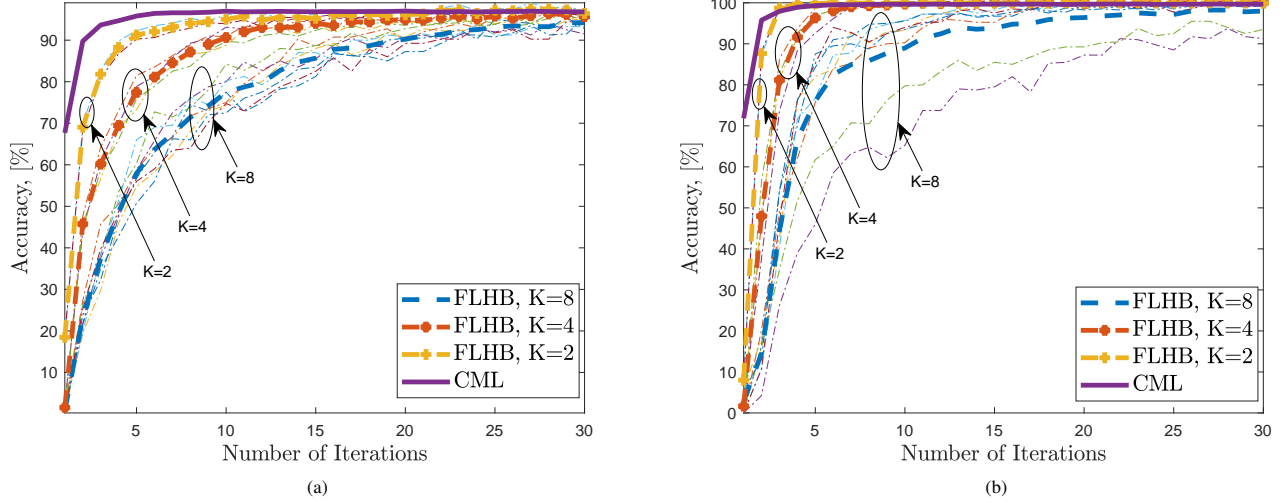 90
80
70
60
50
40
30
20
10
Accuracy, [%]
K=8
K=4
K=2
FLHB, K=8
FLHB, K=4
FLHB, K=2
CML
5
10
15
20
25
30
Number of Iterations
(a)
90
80
70
60
50
40
30
20
10
0
Accuracy, [%]
K=8
K=4
K=2
FLHB, K=8
FLHB, K=4
FLHB, K=2
CML
5
10
15
20
25
30
Number of Iterations
(b)